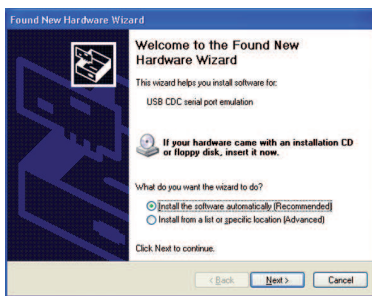 Found New Hardware Wizard
Welcome to the Found New
Hardware Wizard
This wizard helps you install software for:
USB CDC serial port emulation
If your hardware came with an installation CD
or floppy disk, insert it now.
What do you want the wizard to do?
Install the software automatically (Recommended)
Install from a list or specific location (Advanced)
Click Next to continue.
< Back Next > Cancel